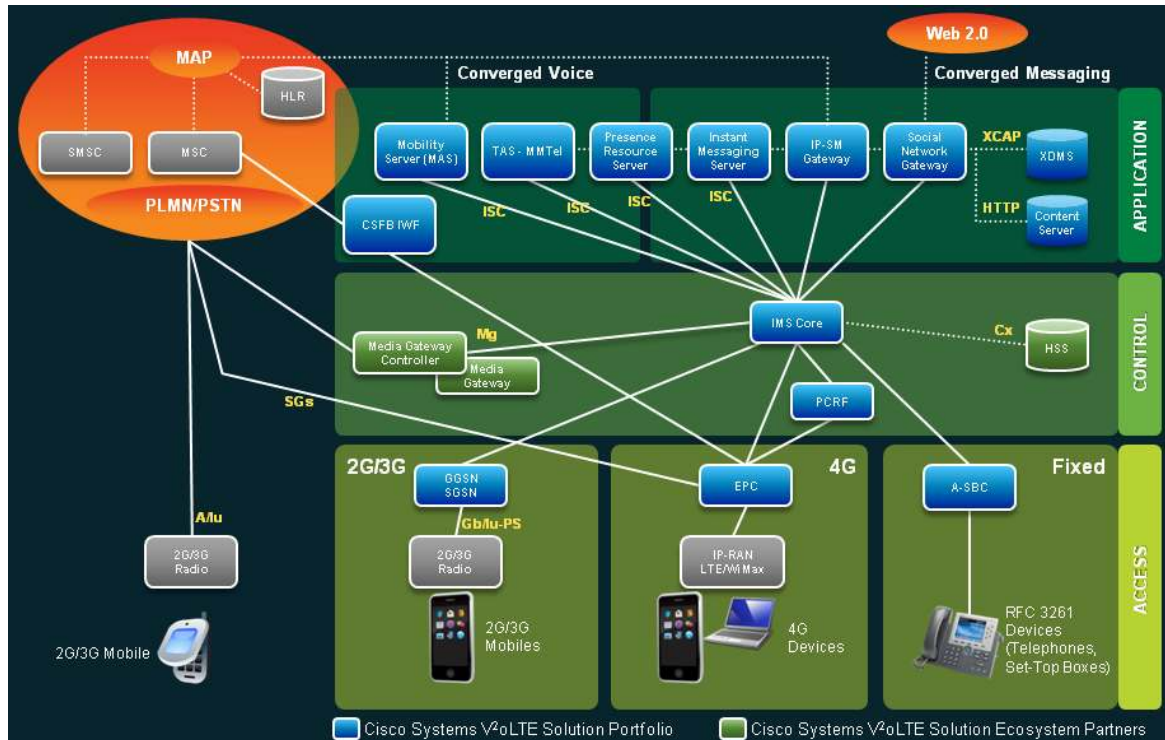 Web 2.0
MAP
Converged Voice
Converged Messaging
HLR
SMSC
MSC
Mobility
Server (MAS)
TAS - MMTel
Presence
Resource
Server
Instant
Messaging
Server
IP-SM
Gateway
Social
Network
Gateway
XCAP
XDMS
PLMN/PSTN
ISC
ISC
ISC
ISC
HTTP
Content
Server
CSFB IWF
APPLICATION
IMS Core
Mg
Cx
HSS
Media Gateway
Controller
Media
Gateway
SGs
PCRF
CONTROL
2G/3G
4G
Fixed
GGSN
SGSN
EPC
A-SBC
A/Iu
Gb/Iu-PS
2G/3G
Radio
2G/3G
Radio
IP-RAN
LTE/WiMax
ACCESS
2G/3G Mobile
2G/3G
Mobiles
4G
Devices
RFC 3261
Devices
(Telephones,
Set-Top Boxes)
Cisco Systems V²oLTE Solution Portfolio
Cisco Systems V²oLTE Solution Ecosystem Partners